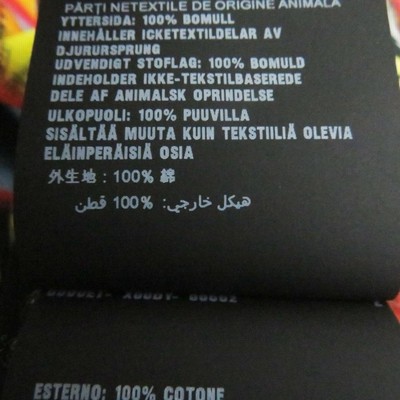 PĂRȚI NETEXTILE DE ORIGINE ANIMALĂ
YTTERSIDA: 100% BOMULL
INNEHÅLLER ICKETEXTILDELAR AV
DJURURSPRUNG
UDVENDIGT STOFLAG: 100% BOMULD
INDEHOLDER IKKE-TEKSTILBASEREDE
DELE AF ANIMALSK OPRINDELSE
ULKOPUOLI: 100% PUUVILLA
SISÄLTÄÄ MUUTA KUIN TEKSTIILIÄ OLEVIA
ELÄINPERÄISIÄ OSIA
外生地 : 100% 綿
هيكل خارجي: 100% قطن
ESTERNO: 100% COTONE